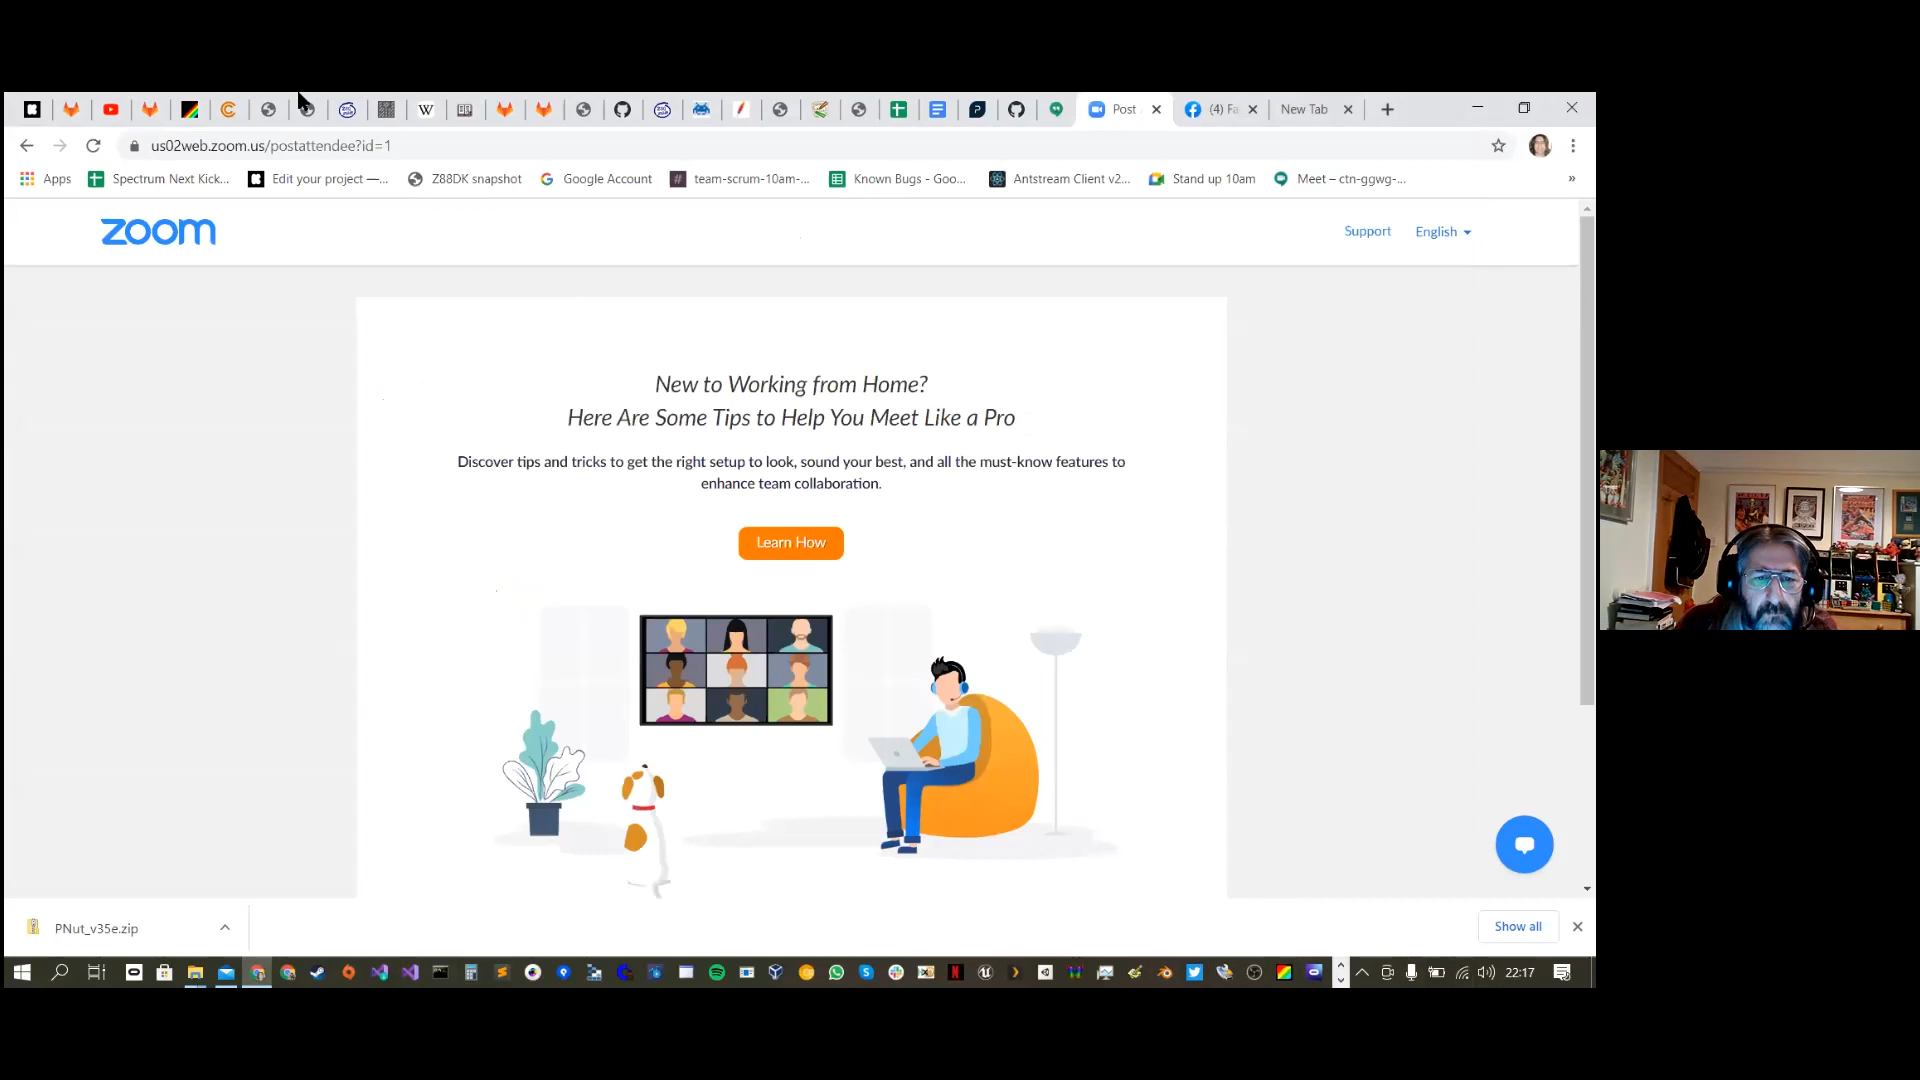 W
Post
(4) Fa
New Tab
us02web.zoom.us/postattendee?id=1
Apps
Spectrum Next Kick...
Edit your project —...
Z88DK snapshot
Google Account
team-scrum-10am-...
Known Bugs - Goo...
Antstream Client v2...
Stand up 10am
Meet – ctn-ggwg-...
»
zoom
Support
English
New to Working from Home?
Here Are Some Tips to Help You Meet Like a Pro
Discover tips and tricks to get the right setup to look, sound your best, and all the must-know features to
enhance team collaboration.
Learn How
PNut_v35e.zip
Show all
22:17